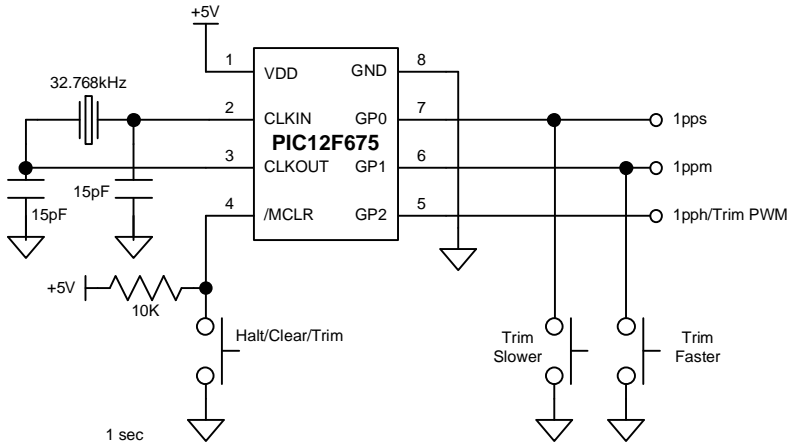 +5V
1
VDD
GND
8
32.768kHz
2
CLKIN
GP0
7
1pps
PIC12F675
3
CLKOUT
GP1
6
1ppm
15pF
15pF
4
/MCLR
GP2
5
1pph/Trim PWM
+5V
10K
Halt/Clear/Trim
Trim
Slower
Trim
Faster
1 sec